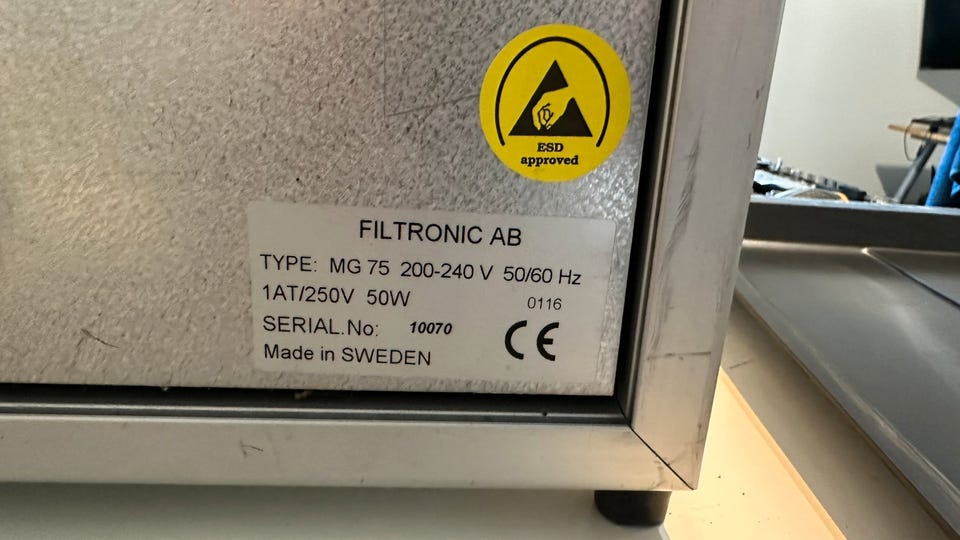 ESD
approved
FILTRONIC AB
TYPE: MG 75 200-240 V 50/60 Hz
1AT/250V 50W 0116
SERIAL.No: 10070
Made in SWEDEN CE